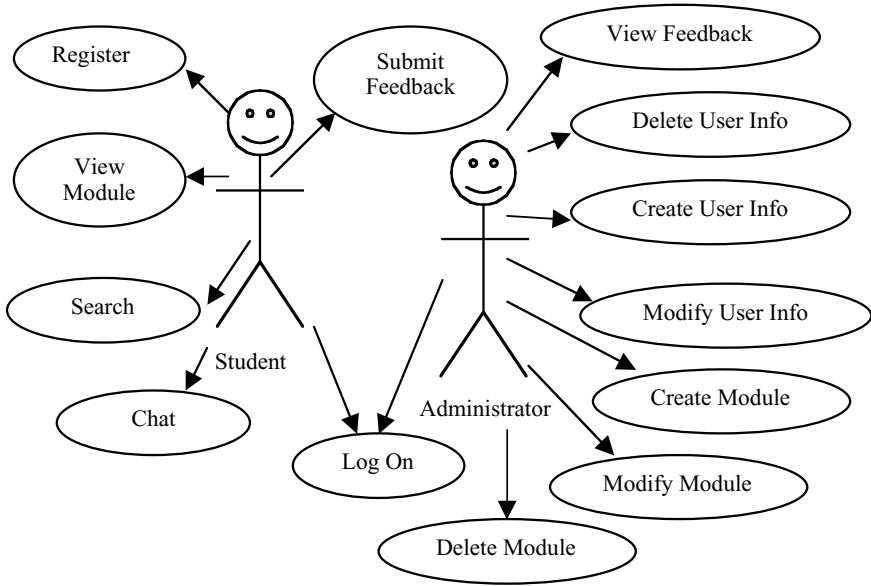 Register
Submit
Feedback
View Feedback
Delete User Info
View
Module
Create User Info
Search
Modify User Info
Student
Chat
Administrator
Create Module
Log On
Modify Module
Delete Module